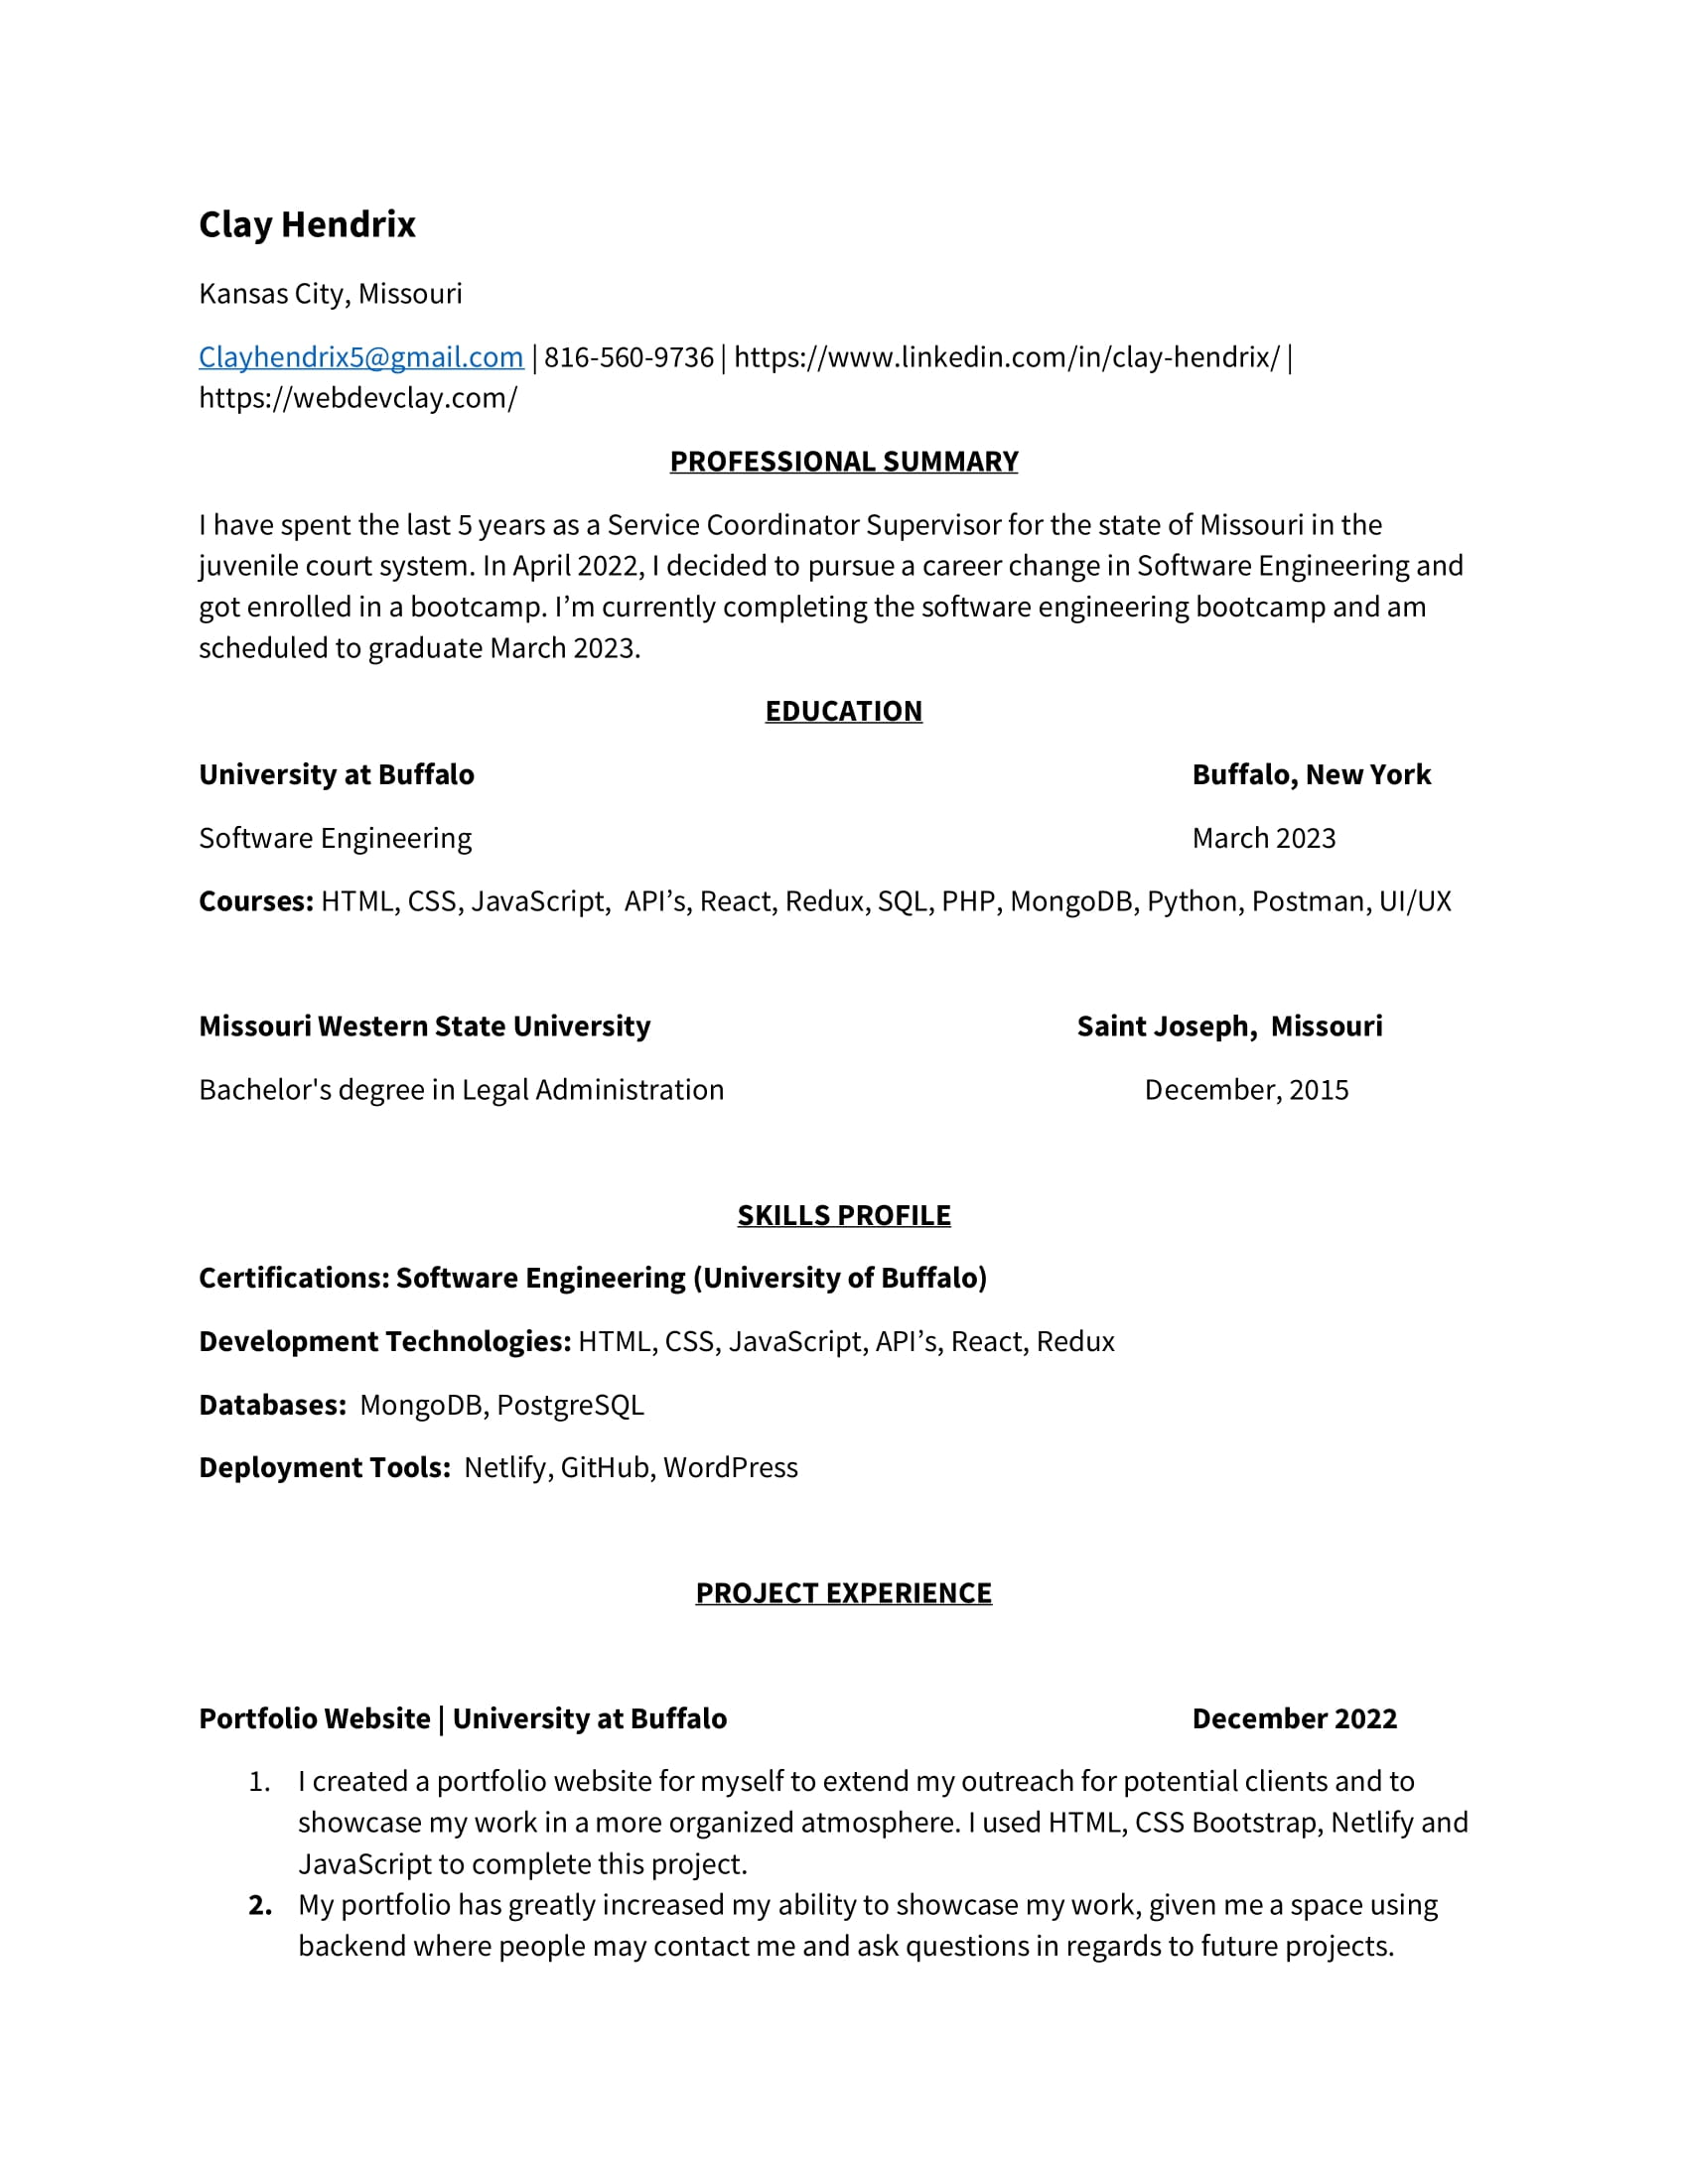 Clay Hendrix
Kansas City, Missouri
Clayhendrix5@gmail.com | 816-560-9736 | https://www.linkedin.com/in/clay-hendrix/ |
https://webdevclay.com/
PROFESSIONAL SUMMARY
I have spent the last 5 years as a Service Coordinator Supervisor for the state of Missouri in the
juvenile court system. In April 2022, I decided to pursue a career change in Software Engineering and
got enrolled in a bootcamp. I’m currently completing the software engineering bootcamp and am
scheduled to graduate March 2023.
EDUCATION
University at Buffalo Buffalo, New York
Software Engineering March 2023
Courses: HTML, CSS, JavaScript,  API’s, React, Redux, SQL, PHP, MongoDB, Python, Postman, UI/UX
Missouri Western State University Saint Joseph,  Missouri
Bachelor's degree in Legal Administration December, 2015
SKILLS PROFILE
Certifications: Software Engineering (University of Buffalo)
Development Technologies: HTML, CSS, JavaScript, API’s, React, Redux
Databases:  MongoDB, PostgreSQL
Deployment Tools:  Netlify, GitHub, WordPress
PROJECT EXPERIENCE
Portfolio Website | University at Buffalo December 2022
1. I created a portfolio website for myself to extend my outreach for potential clients and to
showcase my work in a more organized atmosphere. I used HTML, CSS Bootstrap, Netlify and
JavaScript to complete this project.
2. My portfolio has greatly increased my ability to showcase my work, given me a space using
backend where people may contact me and ask questions in regards to future projects.